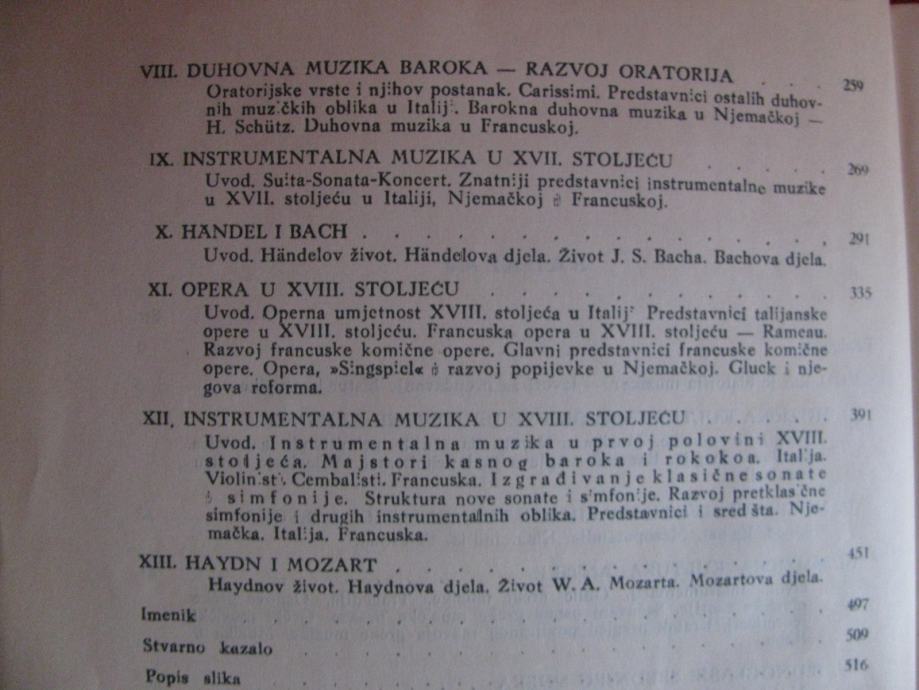 VIII. DUHOVNA MUZIKA BAROKA — RAZVOJ ORATORIJA . . . 259
Oratorijske vrste i njihov postanak. Carissimi. Predstavnici ostalih duhov-
nih muzičkih oblika u Italiji. Barokna duhovna muzika u Njemačkoj —
H. Schütz. Duhovna muzika u Francuskoj.
IX. INSTRUMENTALNA MUZIKA U XVII. STOLJEĆU . . . . . 269
Uvod. Suita-Sonata-Koncert. Znatniji predstavnici instrumentalne muzike
u XVII. stoljeću u Italiji, Njemačkoj i Francuskoj.
X. HÄNDEL I BACH . . . . . . . . . . . . . . . . 291
Uvod. Händelov život. Händelova djela. Život J. S. Bacha. Bachova djela.
XI. OPERA U XVIII. STOLJEĆU . . . . . . . . . . . . 335
Uvod. Operna umjetnost XVIII. stoljeća u Italiji Predstavnici talijanske
opere u XVIII. stoljeću. Francuska opera u XVIII. stoljeću — Rameau.
Razvoj francuske komične opere. Glavni predstavnici francuske komične
opere. Opera, »Singspiel« i razvoj popijevke u Njemačkoj. Gluck i nje-
gova reforma.
XII. INSTRUMENTALNA MUZIKA U XVIII. STOLJEĆU . . . . . 391
Uvod. Instrumentalna muzika u prvoj polovini XVIII.
stoljeća. Majstori kasnog baroka i rokokoa. Italija.
Violinisti. Cembalisti. Francuska. Izgrađivanje klasične sonate
i simfonije. Struktura nove sonate i simfonije. Razvoj pretklasične
simfonije i drugih instrumentalnih oblika. Predstavnici i središta. Nje-
mačka. Italija. Francuska.
XIII. HAYDN I MOZART . . . . . . . . . . . . . . . 451
Haydnov život. Haydnova djela. Život W. A. Mozarta. Mozartova djela.
Imenik . . . . . . . . . . . . . . . . . . . 497
Stvarno kazalo . . . . . . . . . . . . . . . . 509
Popis slika . . . . . . . . . . . . . . . . . 516